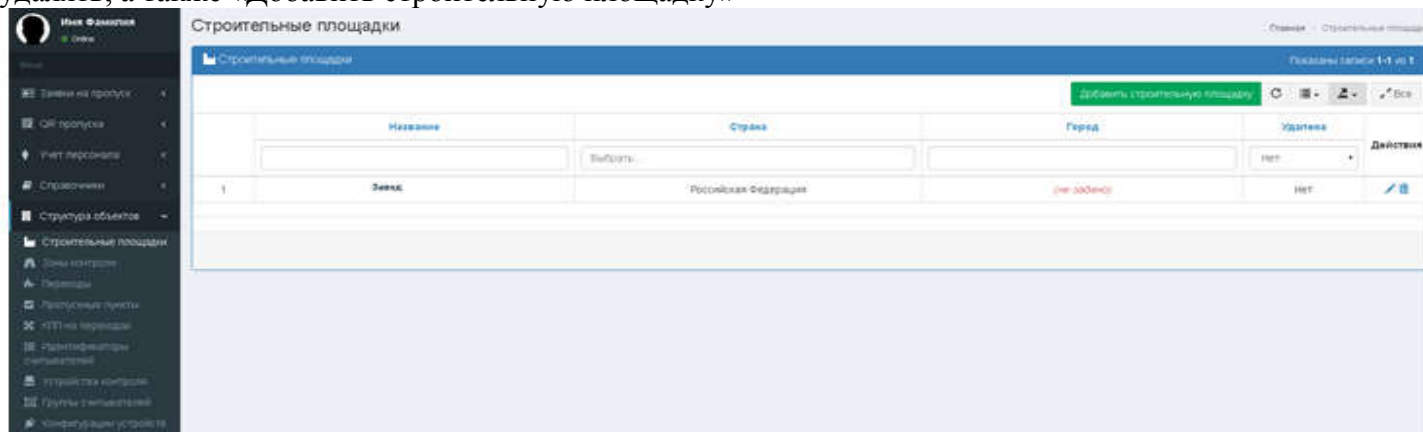 удалить, а также «Добавить строительную площадку»
Имя Фамилия
Online
Меню
Заявки на пропуск
QR пропуска
Учет персонала
Справочники
Структура объектов
Строительные площадки
Зоны контроля
Переходы
Пропускные пункты
КПП на переходах
Идентификаторы
считывателей
Устройства контроля
Группы считывателей
Конфигурации устройств
Строительные площадки
Главная
Строительные площадки
Показаны записи 1-1 из 1.
Добавить строительную площадку
Все
Название Страна Город Удалена Действия
Выбрать... Нет
1 Завод Российская Федерация (не задано) Нет